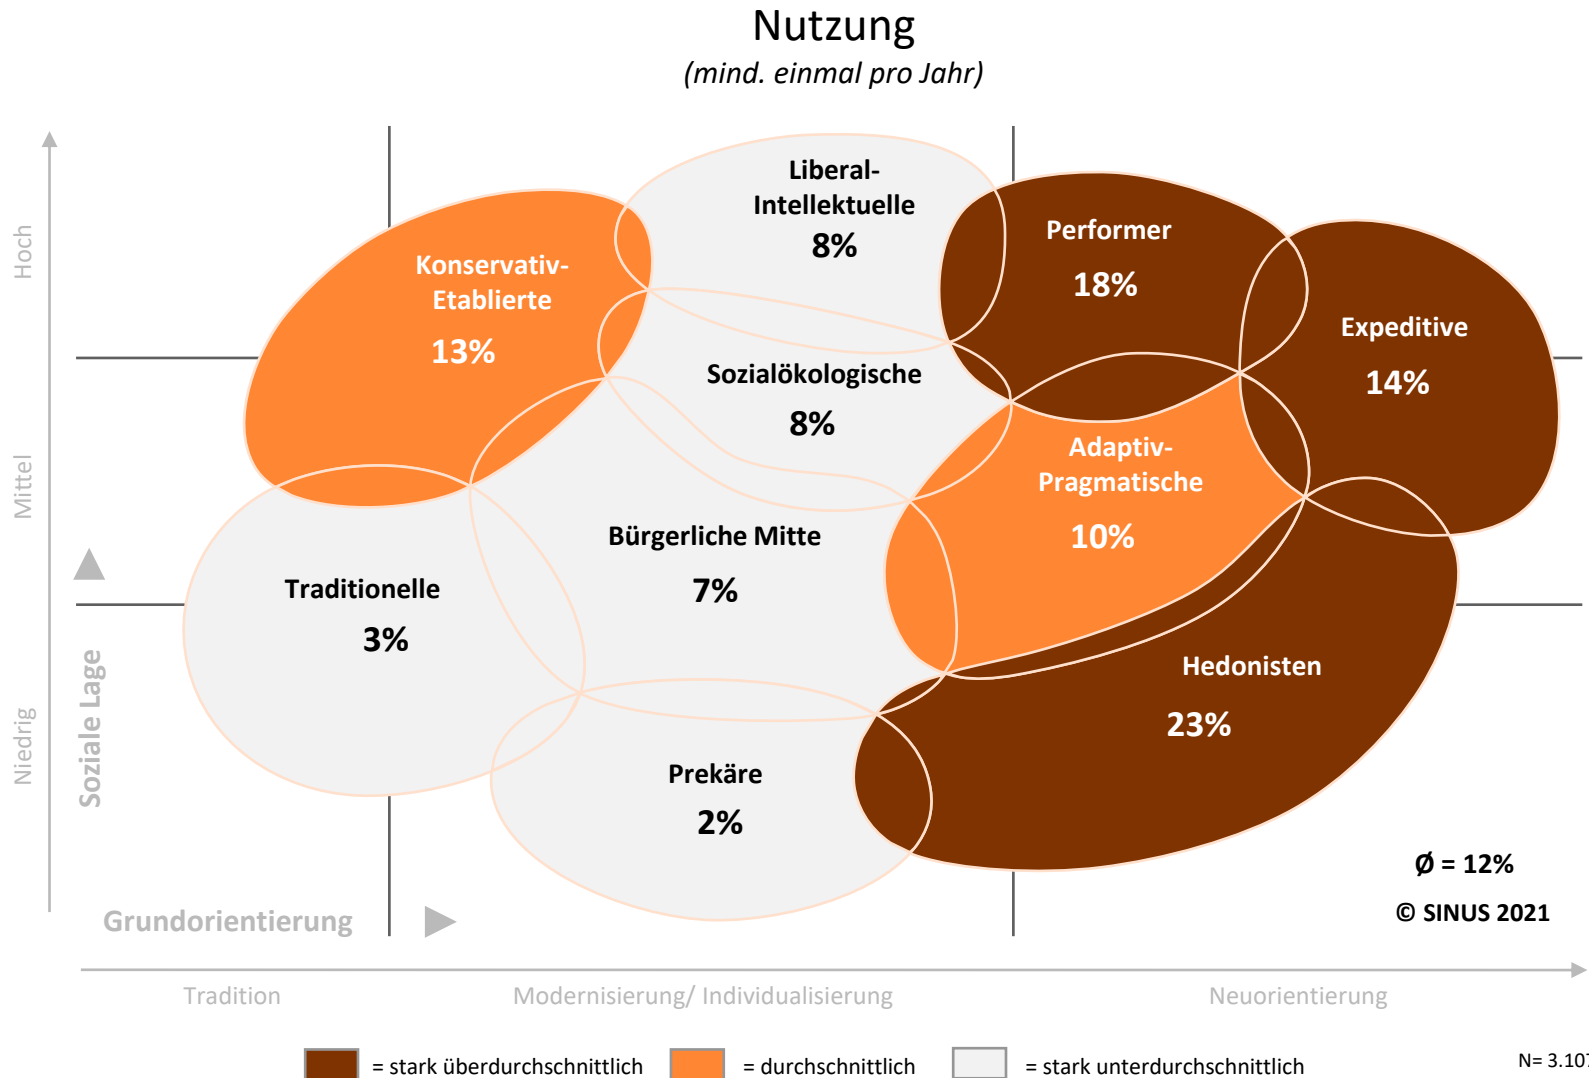 Nutzung
(mind. einmal pro Jahr)
Hoch
Mittel
Niedrig
Soziale Lage
Liberal-
Intellektuelle
8%
Konservativ-
Etablierte
13%
Performer
18%
Expeditive
14%
Sozialökologische
8%
Adaptiv-
Pragmatische
10%
Bürgerliche Mitte
7%
Traditionelle
3%
Hedonisten
23%
Prekäre
2%
Ø = 12%
© SINUS 2021
Grundorientierung
Tradition
Modernisierung/ Individualisierung
Neuorientierung
= stark überdurchschnittlich
= durchschnittlich
= stark unterdurchschnittlich
N= 3.107